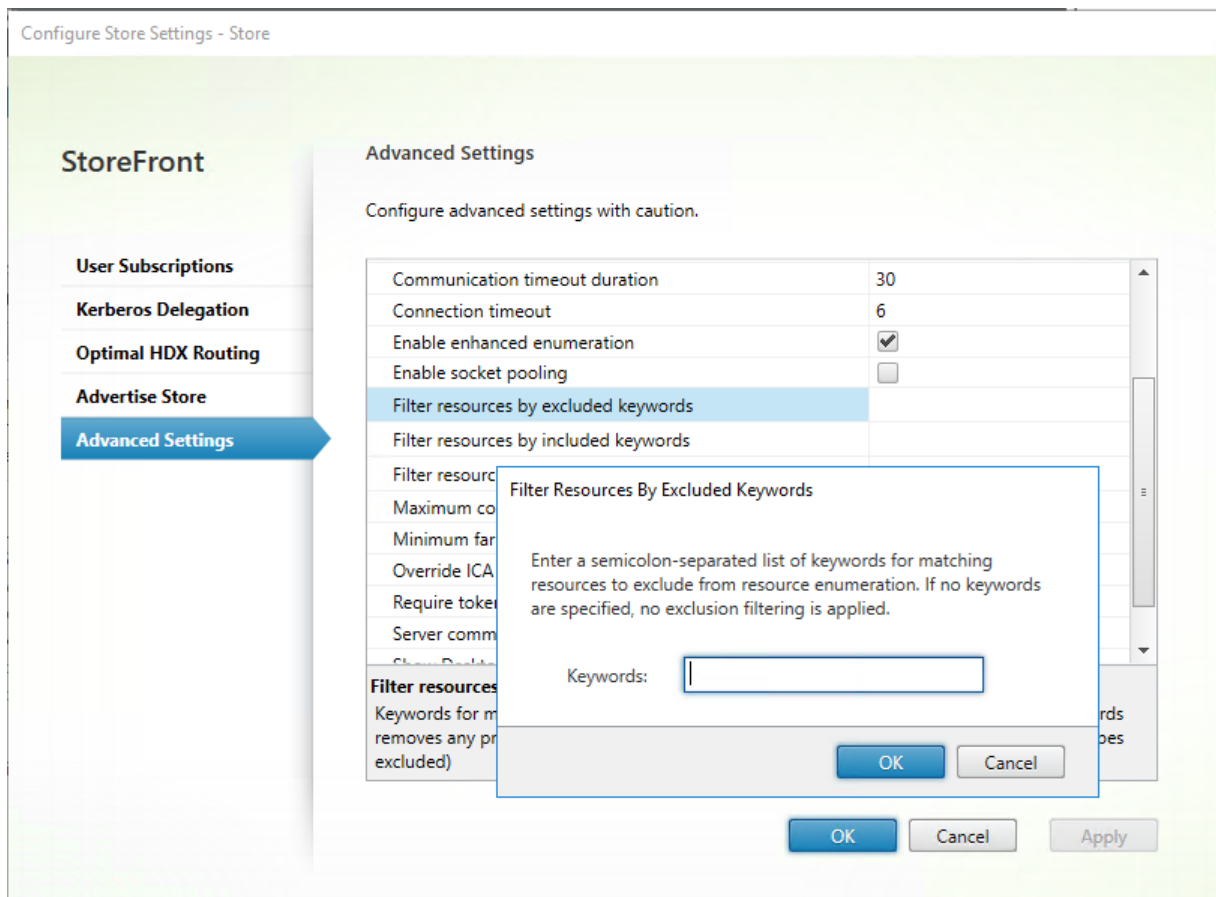 Configure Store Settings - Store
StoreFront
User Subscriptions
Kerberos Delegation
Optimal HDX Routing
Advertise Store
Advanced Settings
Advanced Settings
Configure advanced settings with caution.
Communication timeout duration 30
Connection timeout 6
Enable enhanced enumeration
Enable socket pooling
Filter resources by excluded keywords
Filter resources by included keywords
Filter resourc
Maximum co
Minimum far
Override ICA
Require token
Server comm
Filter resources
Keywords for m rds
removes any pr pes
excluded)
Filter Resources By Excluded Keywords
Enter a semicolon-separated list of keywords for matching
resources to exclude from resource enumeration. If no keywords
are specified, no exclusion filtering is applied.
Keywords:
OK Cancel
OK Cancel Apply